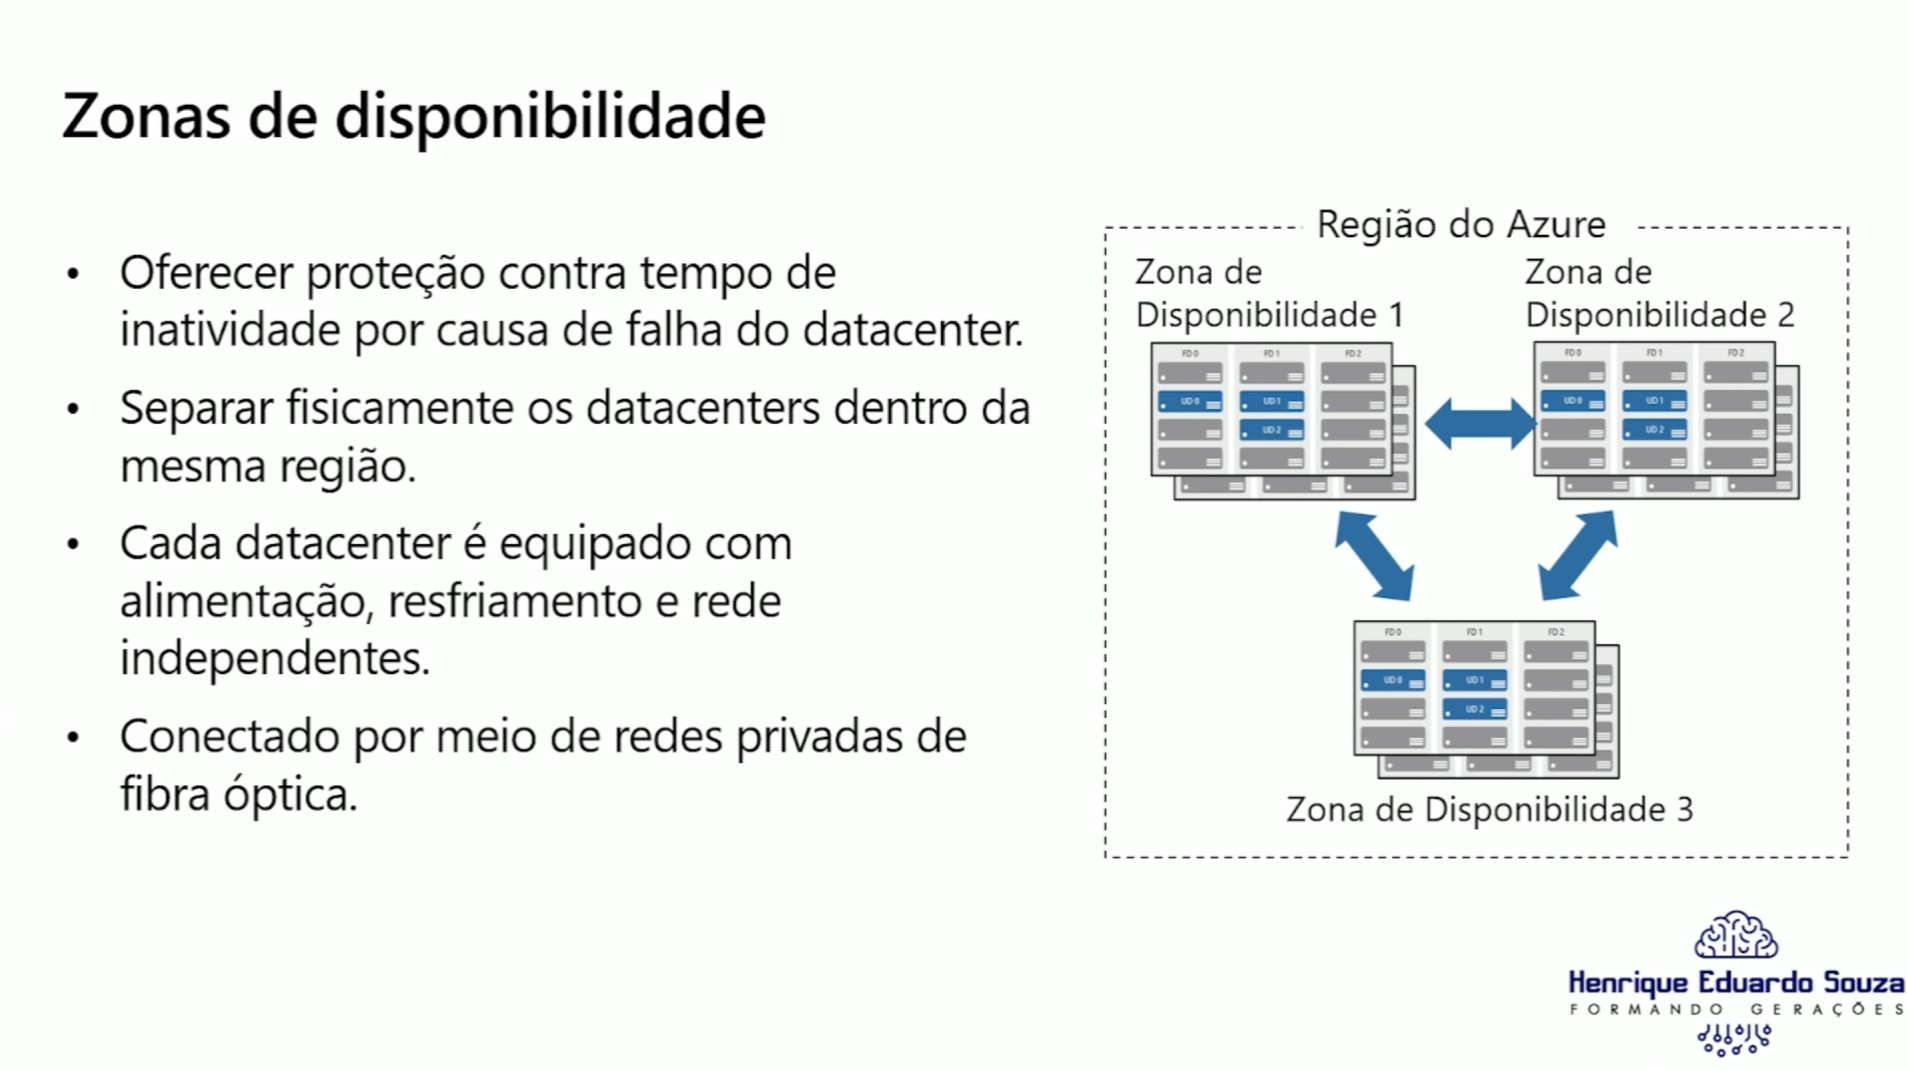 Zonas de disponibilidade
• Oferecer proteção contra tempo de
inatividade por causa de falha do datacenter.
• Separar fisicamente os datacenters dentro da
mesma região.
• Cada datacenter é equipado com
alimentação, resfriamento e rede
independentes.
• Conectado por meio de redes privadas de
fibra óptica.
Região do Azure
Zona de
Disponibilidade 1
FD 0 FD 1 FD 2
UD 0 UD 1
UD 2
Zona de
Disponibilidade 2
FD 0 FD 1 FD 2
UD 0 UD 1
UD 2
FD 0 FD 1 FD 2
UD 0 UD 1
UD 2
Zona de Disponibilidade 3
Henrique Eduardo Souza
FORMANDO GERAÇÕES